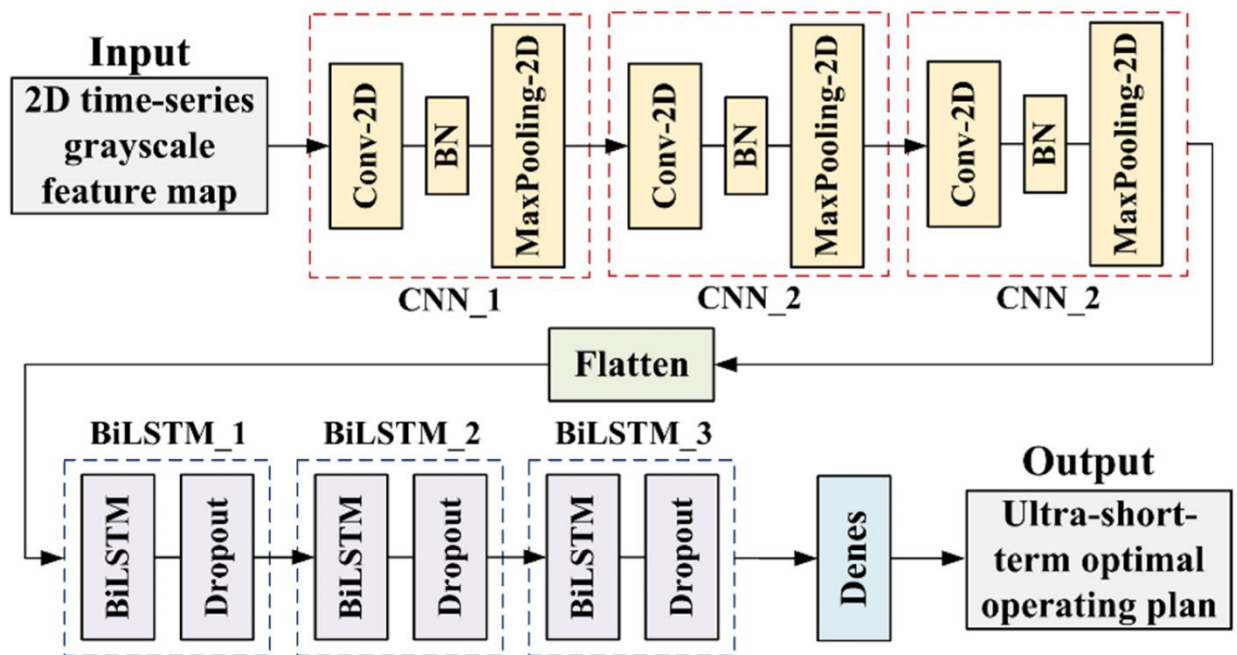 Input
2D time-series
grayscale
feature map
Conv-2D
BN
MaxPooling-2D
CNN_1
Conv-2D
BN
MaxPooling-2D
CNN_2
Conv-2D
BN
MaxPooling-2D
CNN_2
Flatten
BiLSTM_1
BiLSTM
Dropout
BiLSTM_2
BiLSTM
Dropout
BiLSTM_3
BiLSTM
Dropout
Denes
Output
Ultra-short-
term optimal
operating plan